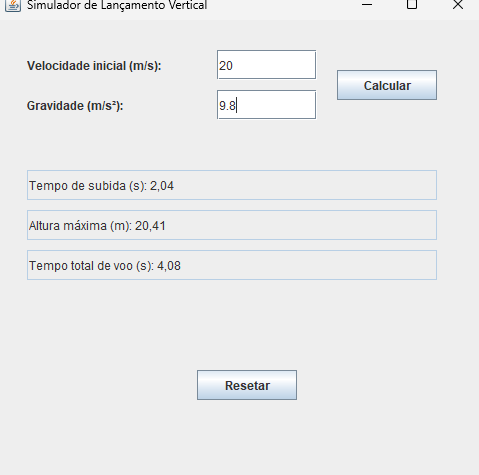 Simulador de Lançamento Vertical
Velocidade inicial (m/s): 20
Calcular
Gravidade (m/s²): 9.8
Tempo de subida (s): 2,04
Altura máxima (m): 20,41
Tempo total de voo (s): 4,08
Resetar